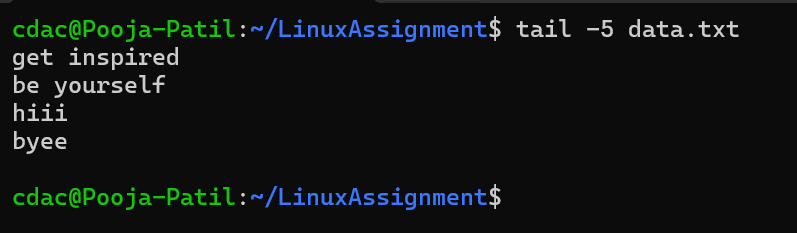 cdac@Pooja-Patil:~/LinuxAssignment$ tail -5 data.txt
get inspired
be yourself
hiii
byee
cdac@Pooja-Patil:~/LinuxAssignment$